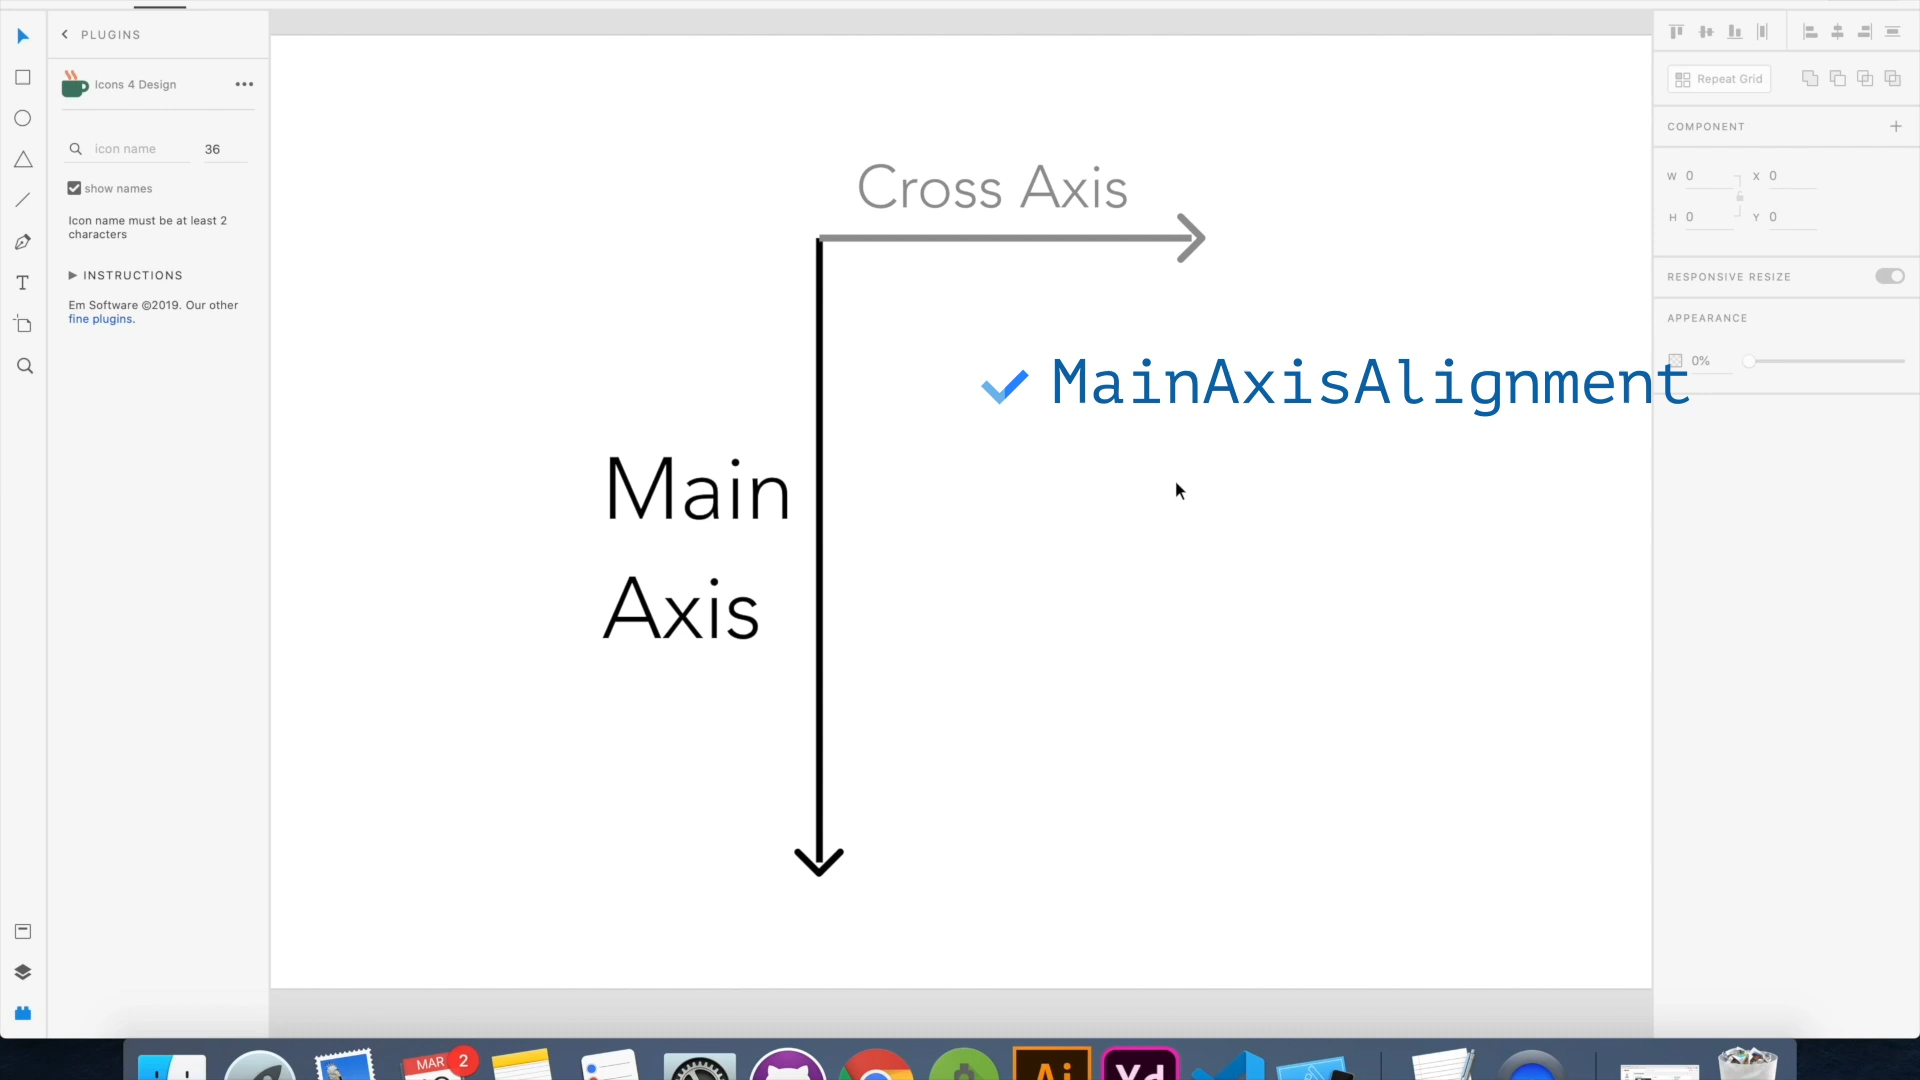 PLUGINS
Icons 4 Design
icon name
36
show names
Icon name must be at least 2
characters
INSTRUCTIONS
Em Software ©2019. Our other
fine plugins.
Cross Axis
MainAxisAlignment
Main
Axis
Repeat Grid
COMPONENT
W 0 X 0
H 0 Y 0
RESPONSIVE RESIZE
APPEARANCE
0%
MAR
2
Ai
Xd